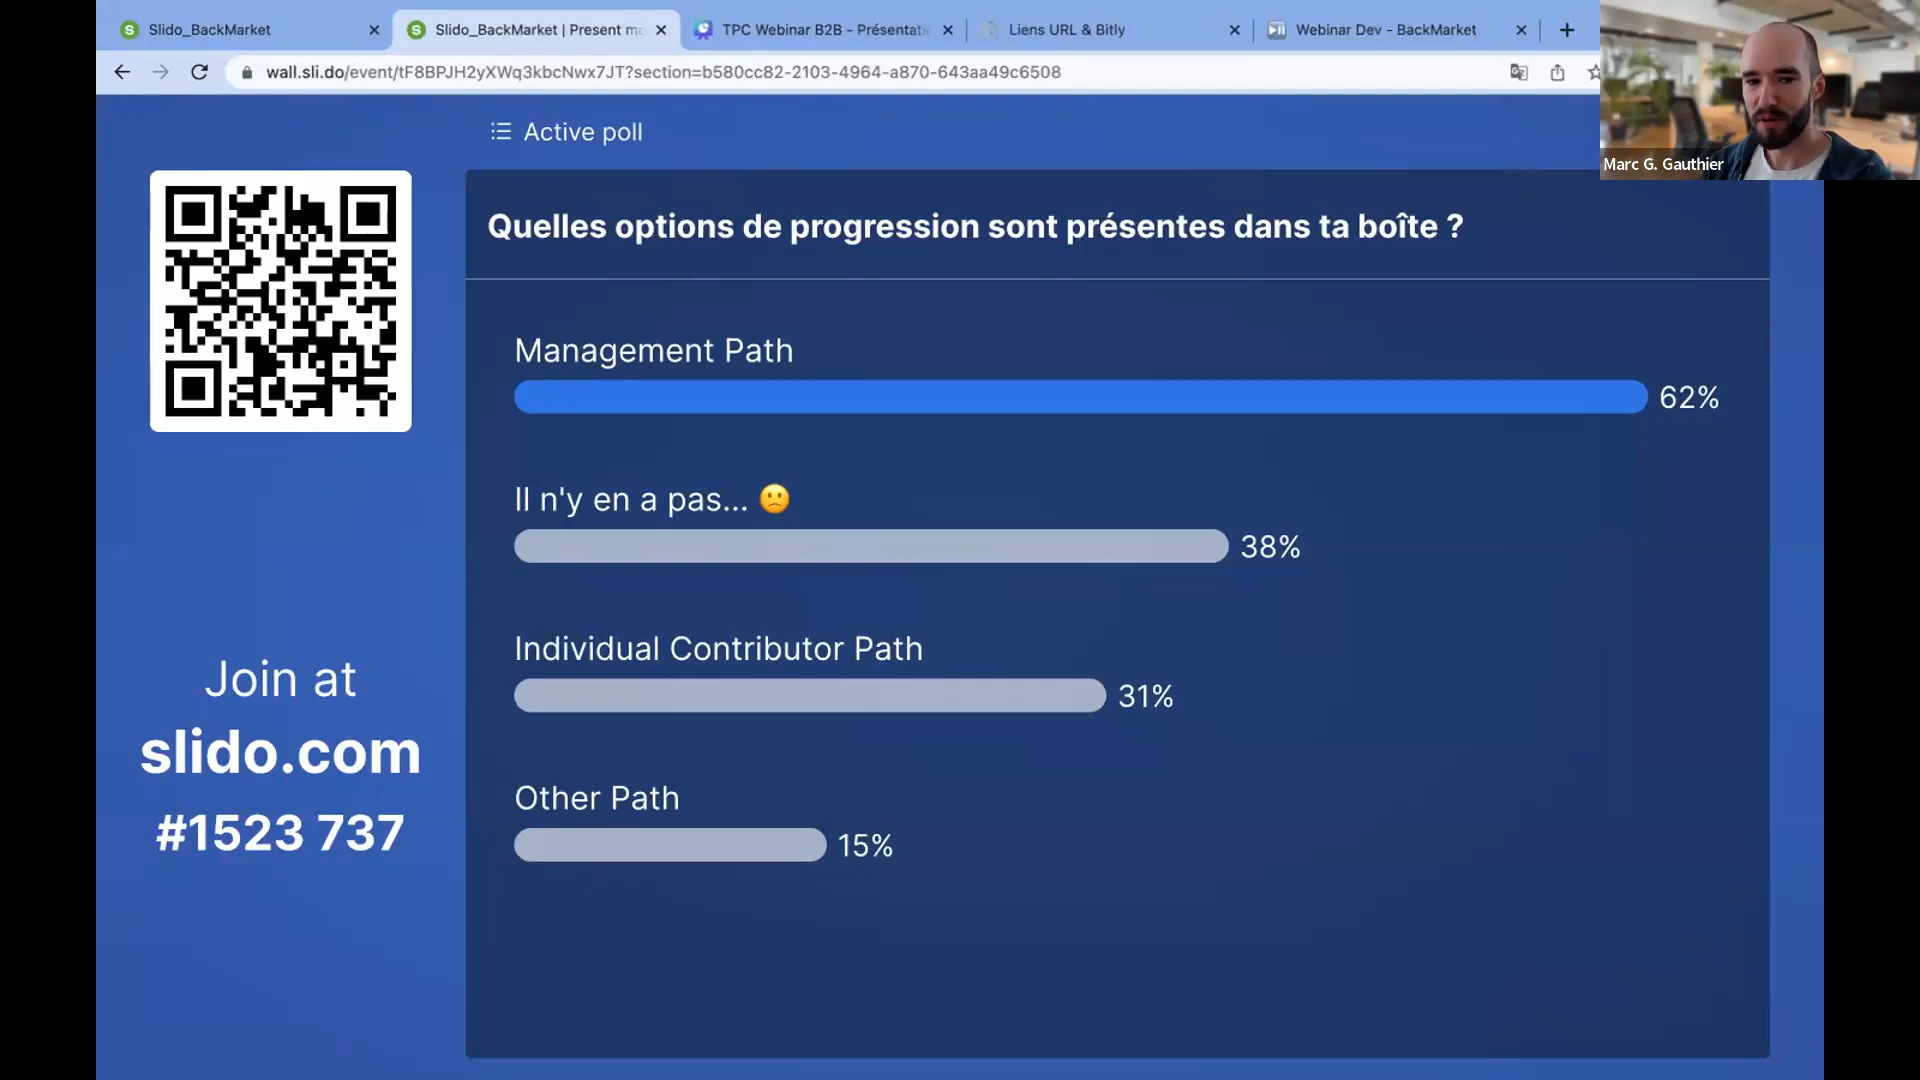 Slido_BackMarket
Slido_BackMarket | Present mo
TPC Webinar B2B - Présentati
Liens URL & Bitly
Webinar Dev - BackMarket
wall.sli.do/event/tF8BPJH2yXWq3kbcNwx7JT?section=b580cc82-2103-4964-a870-643aa49c6508
Marc G. Gauthier
Active poll
Quelles options de progression sont présentes dans ta boîte ?
Management Path
62%
Il n'y en a pas... 🙁
38%
Individual Contributor Path
31%
Other Path
15%
Join at
slido.com
#1523 737